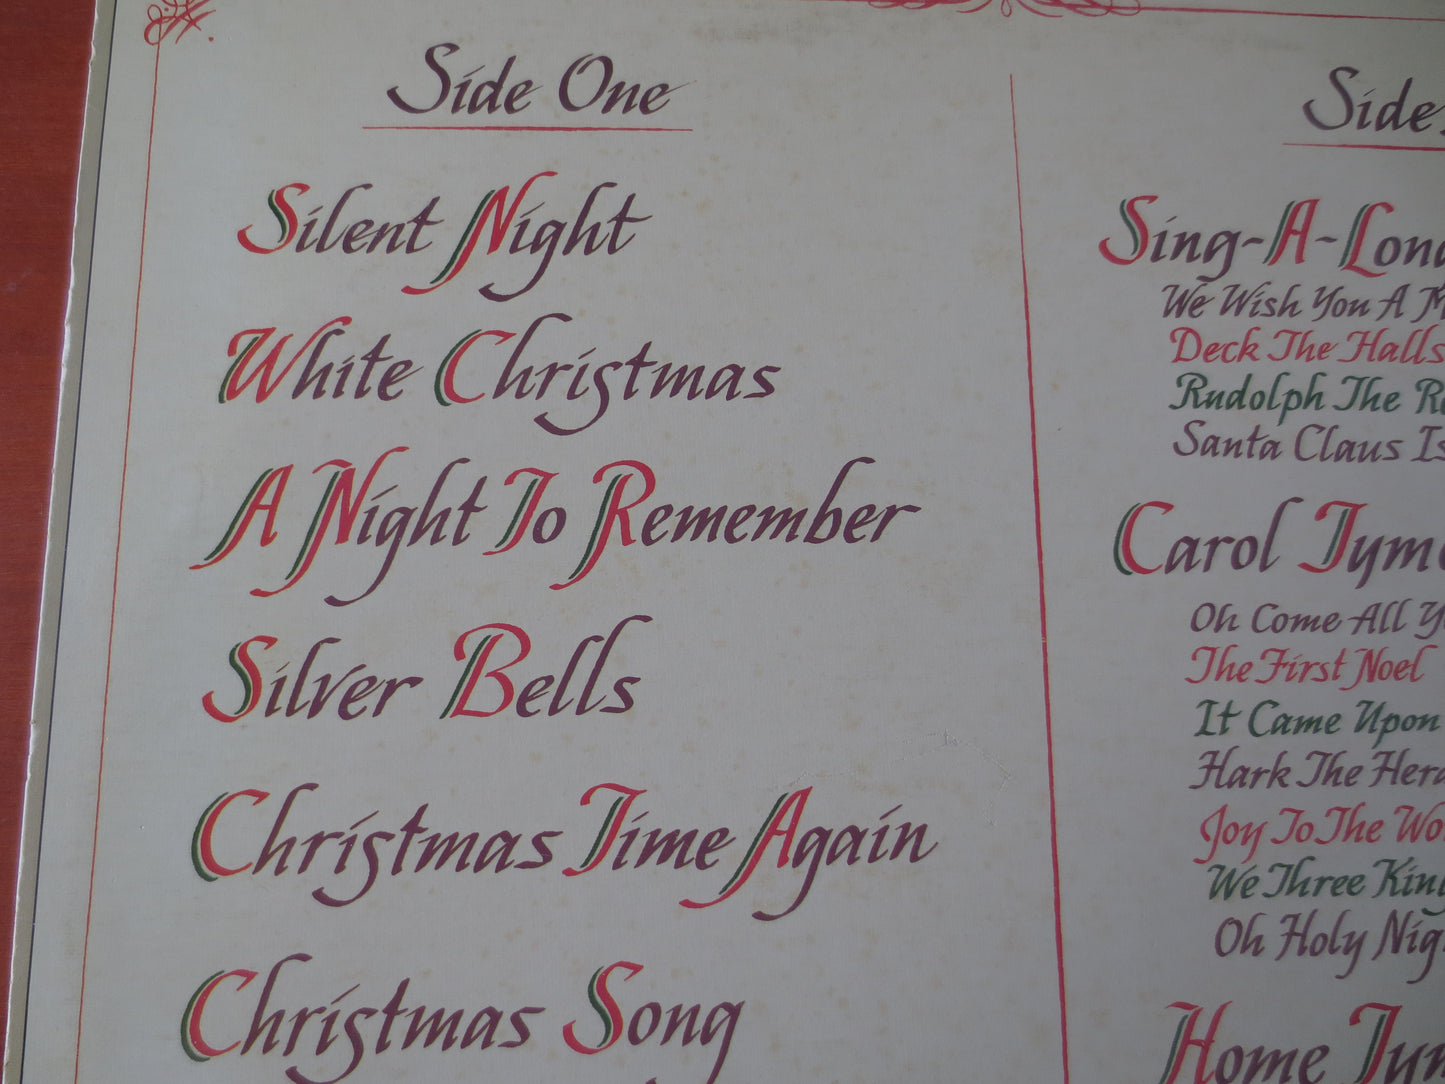 Side One
Silent Night
White Christmas
A Night To Remember
Silver Bells
Christmas Time Again
Christmas Song
Side
Sing-A-Lon
We Wish You A M
Deck The Halls
Rudolph The R
Santa Claus Is
Carol Tym
Oh Come All Y
The First Noel
It Came Upon
Hark The Hera
Joy To The Wo
We Three Kin
Oh Holy Nig
Home Tym